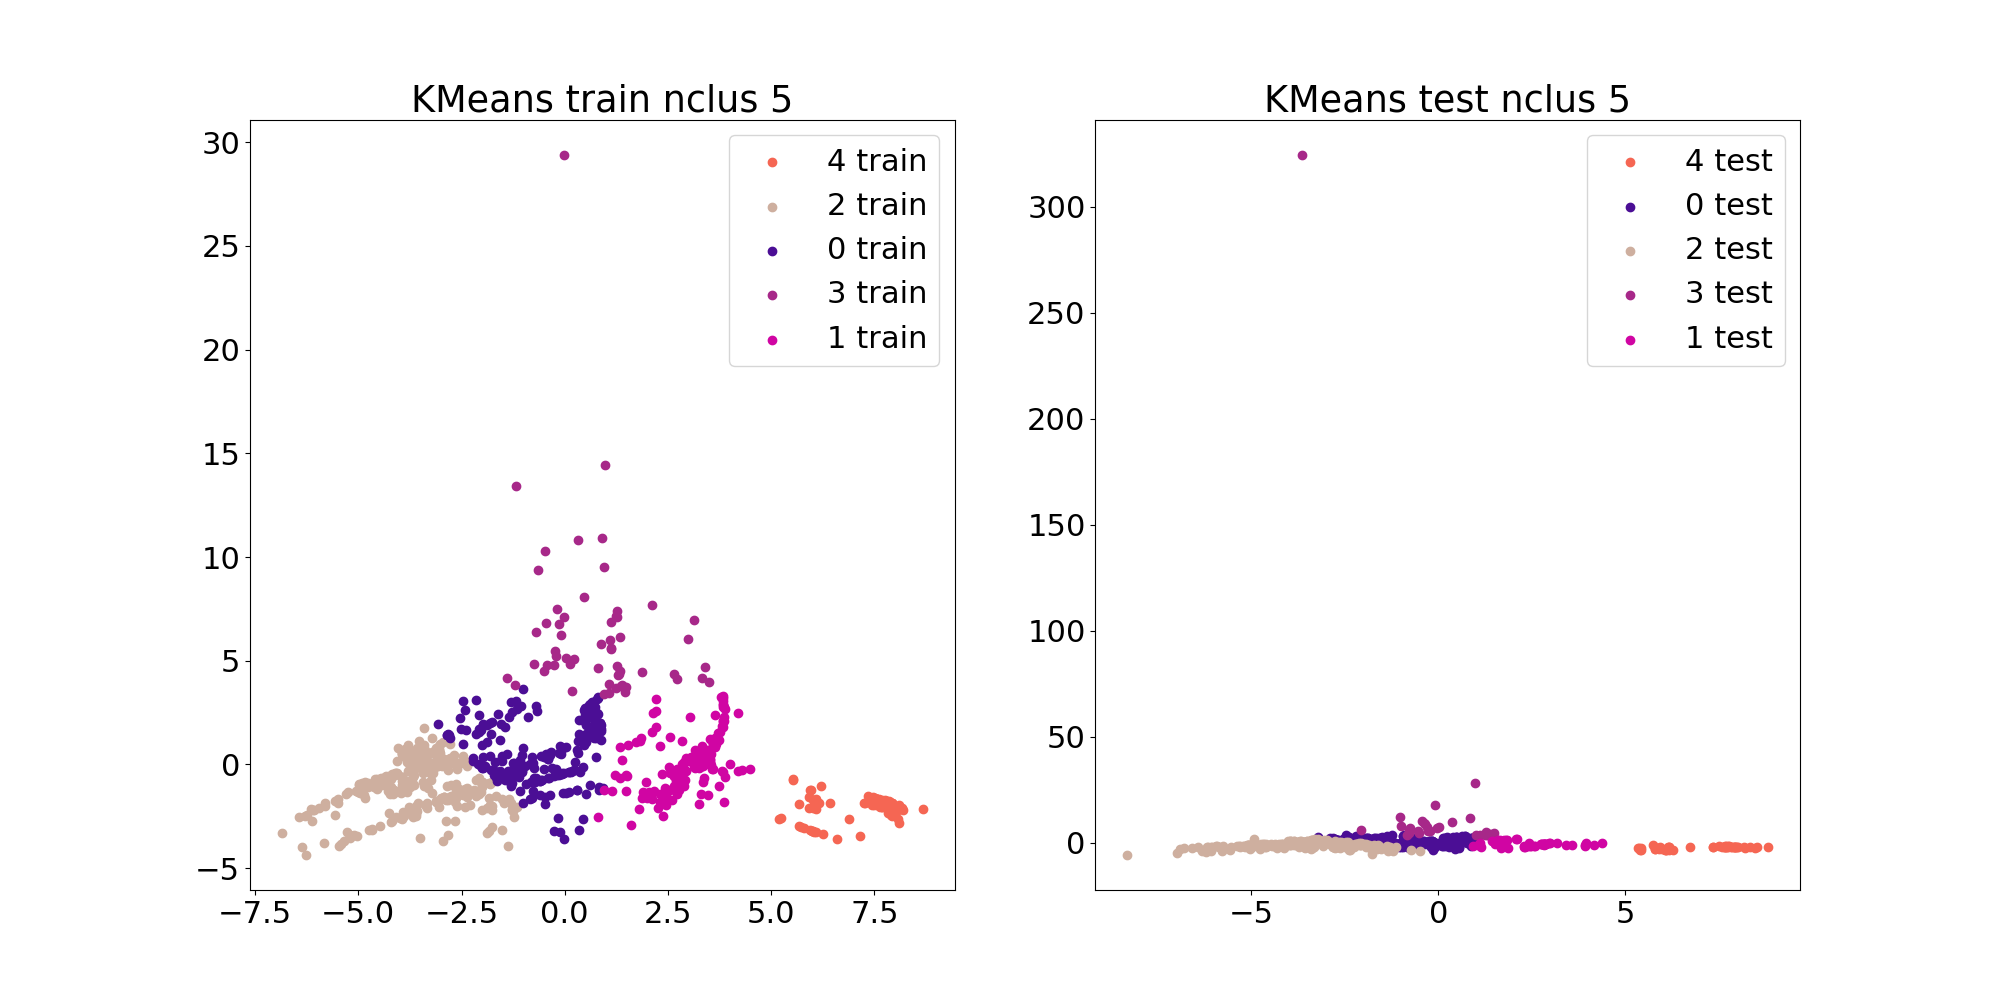 KMeans train nclus 5
30
25
20
15
10
5
0
−5
−7.5 −5.0 −2.5 0.0 2.5 5.0 7.5
4 train
2 train
0 train
3 train
1 train
KMeans test nclus 5
300
250
200
150
100
50
0
−5 0 5
4 test
0 test
2 test
3 test
1 test